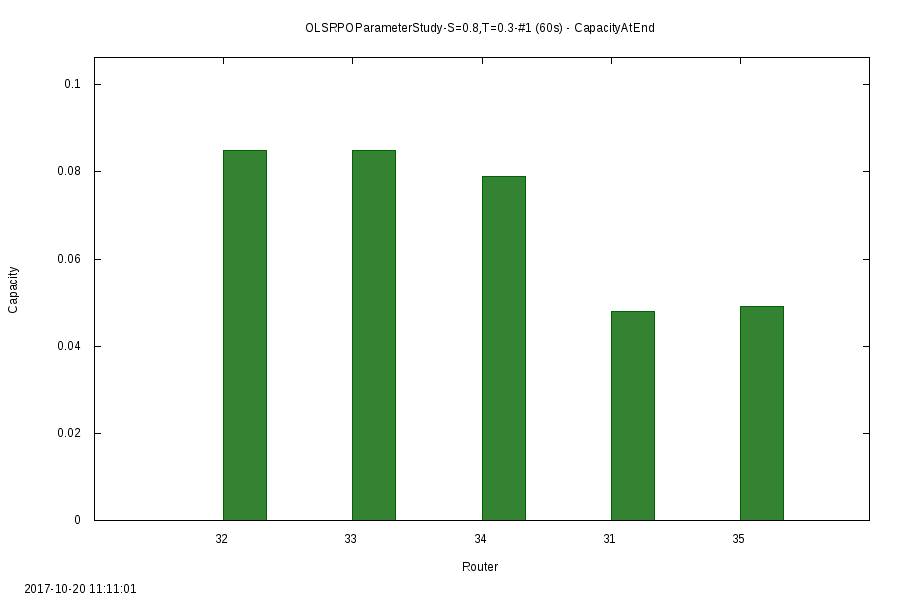 OLSRPOParameterStudy-S=0.8,T=0.3-#1 (60s) - CapacityAtEnd
0.1
0.08
0.06
0.04
0.02
0
Capacity
32 33 34 31 35
Router
2017-10-20 11:11:01